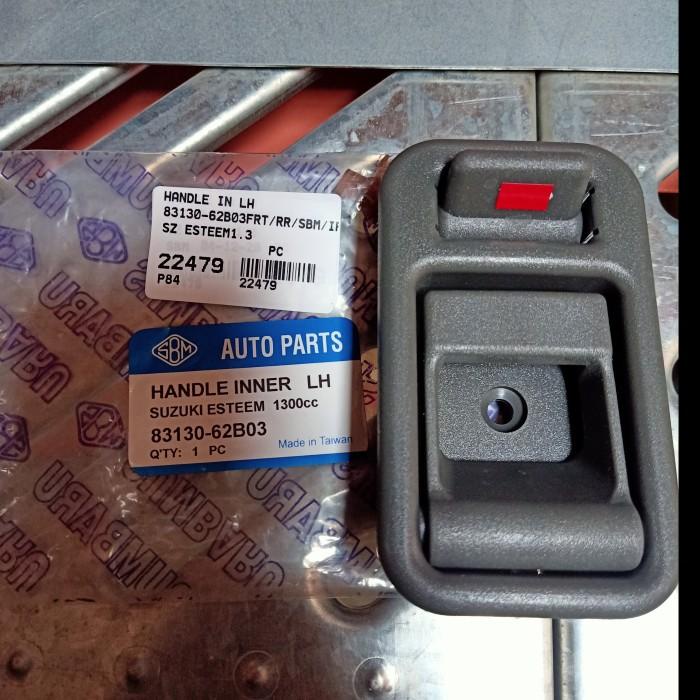 HANDLE IN LH
83130-62B03FRT/RR/SBM/IF
SZ ESTEEM1.3
PC
22479
P84
22479
SBM
AUTO PARTS
HANDLE INNER LH
SUZUKI ESTEEM 1300cc
83130-62B03
Made in Taiwan
Q'TY: 1 PC